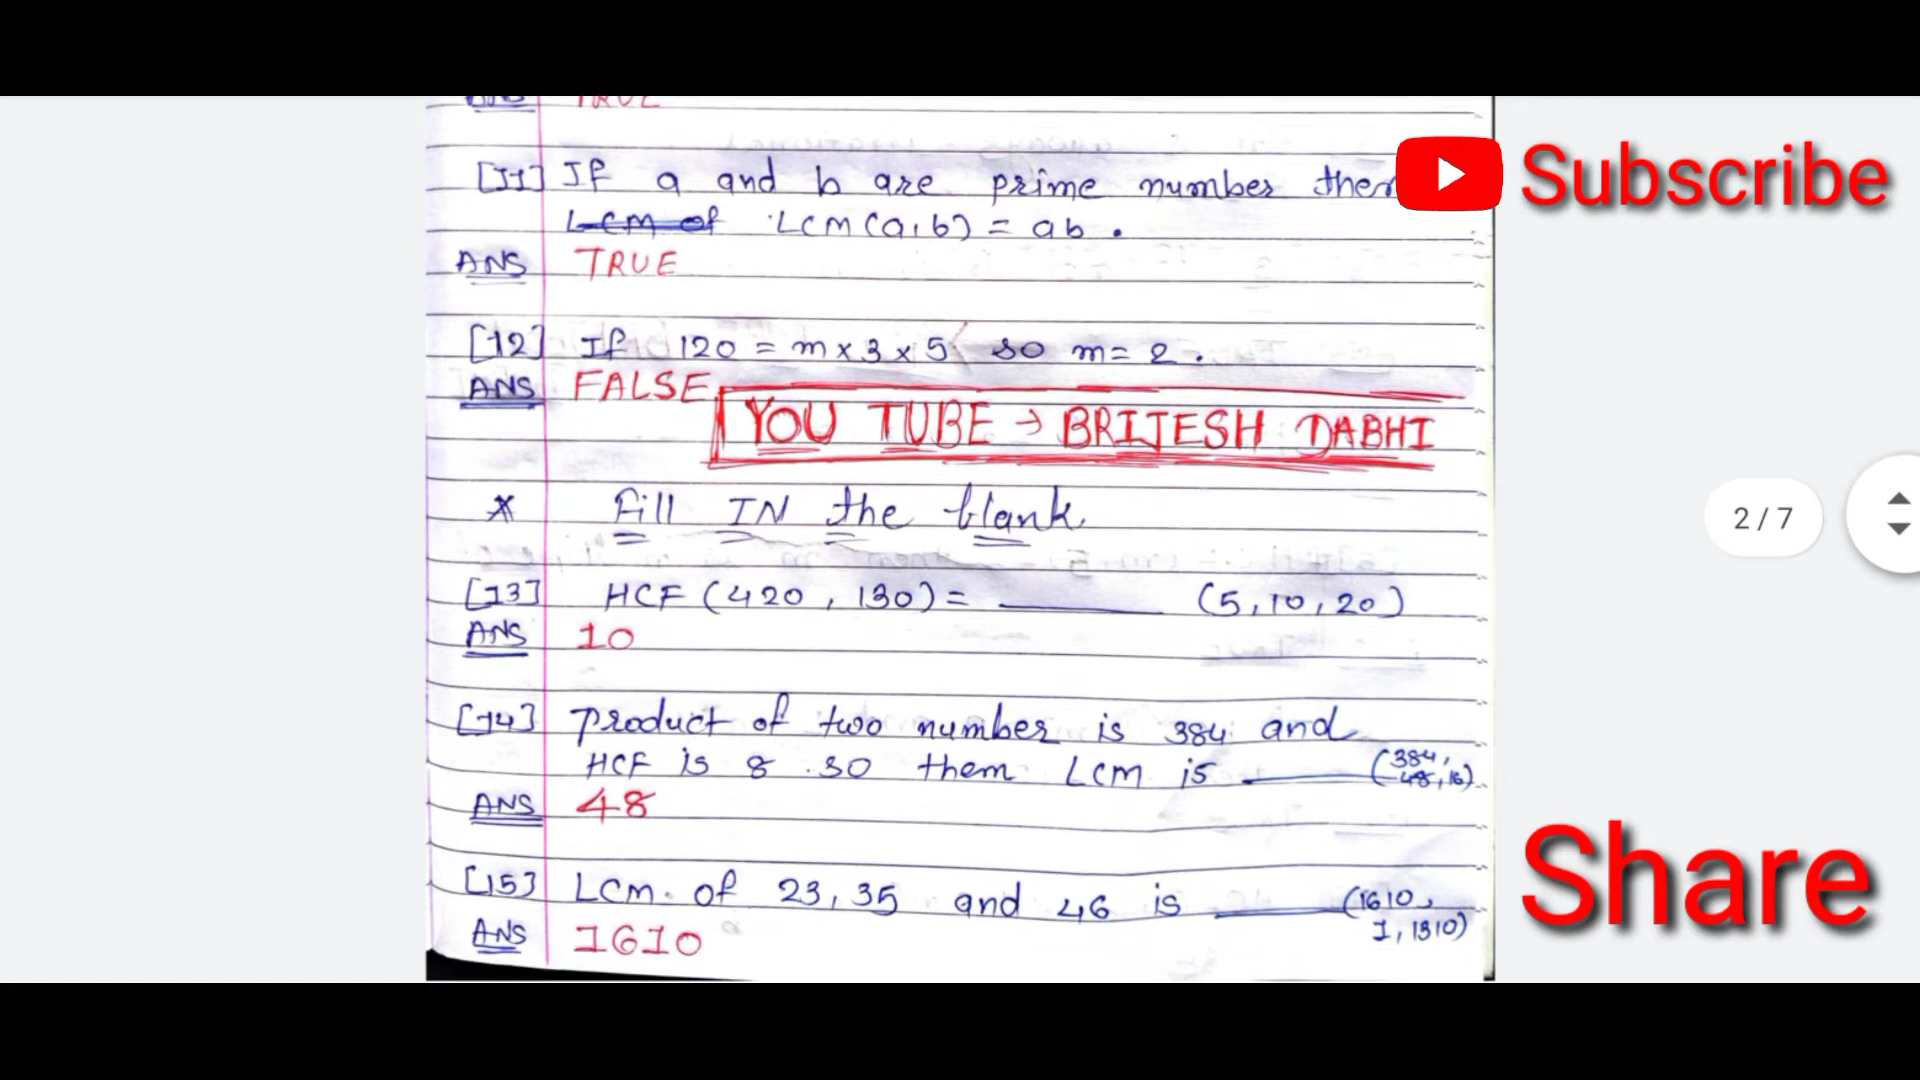 TRUE
[11] If a and b are prime number then
LCM of LCM(a,b) = ab.
ANS TRUE
[12] If 120 = m x 3 x 5 so m = 2.
ANS FALSE
YOU TUBE → BRIJESH DABHI
* Fill IN the blank
[13] HCF (420, 130) = ______ (5, 10, 20)
ANS 10
[14] Product of two number is 384 and
HCF is 8 so them LCM is ______ (384,
48, 16)
ANS 48
[15] LCM of 23, 35 and 46 is ______ (1610,
1, 1310)
ANS 1610
Subscribe
2 / 7
Share